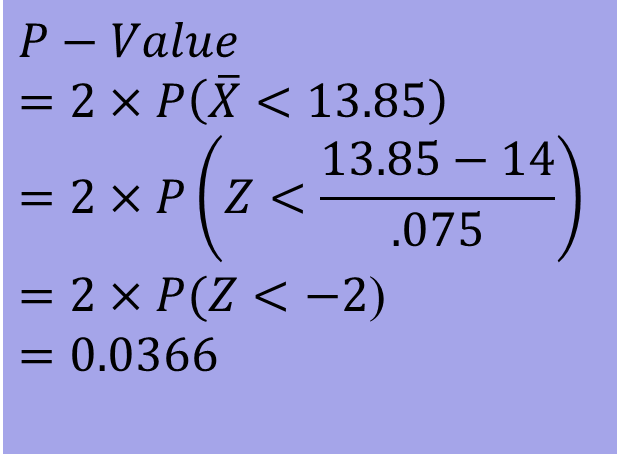 P − Value
= 2 × P(X̄ < 13.85)
= 2 × P(Z < (13.85 − 14)/.075)
= 2 × P(Z < −2)
= 0.0366